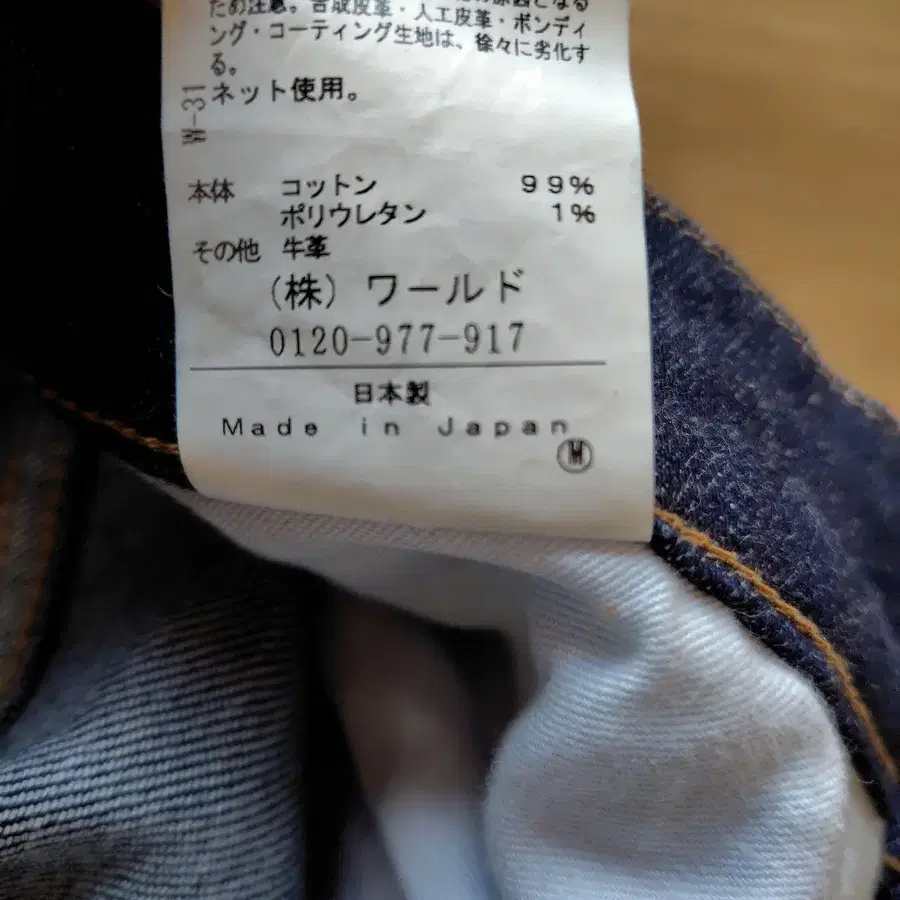 ため注意。合成皮革・人工皮革・ボンディ
ング・コーティング生地は、徐々に劣化す
る。
ネット使用。
W-31
本体 コットン 99%
ポリウレタン 1%
その他 牛革
(株) ワールド
0120-977-917
日本製
Made in Japan
M